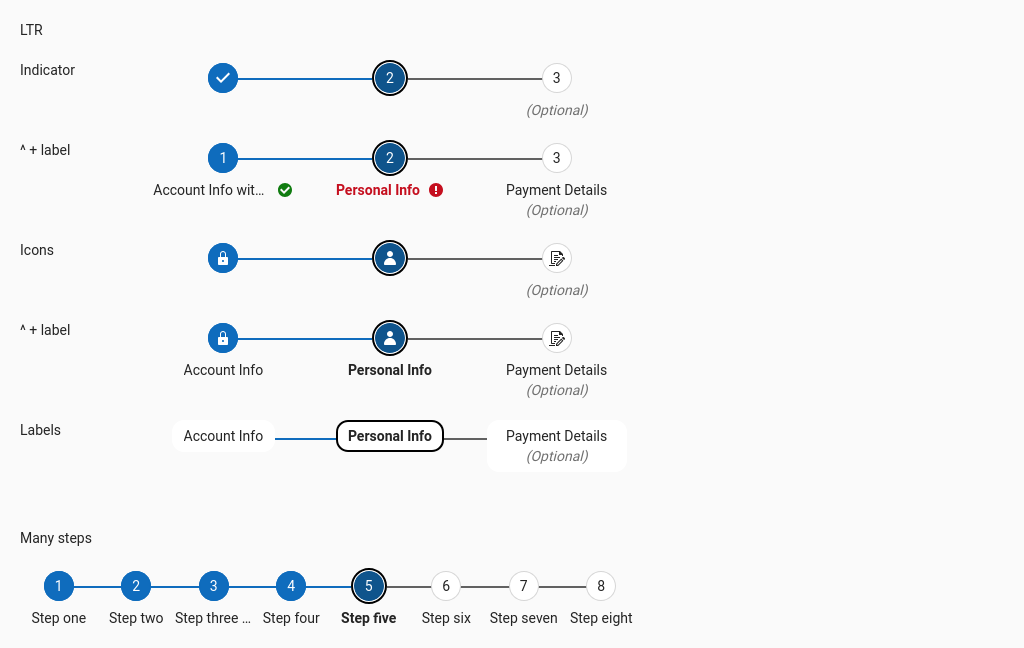 LTR
Indicator
2
3
(Optional)
^ + label
1
2
3
Account Info wit…
Personal Info
Payment Details
(Optional)
Icons
(Optional)
^ + label
Account Info
Personal Info
Payment Details
(Optional)
Labels
Account Info
Personal Info
Payment Details
(Optional)
Many steps
1 2 3 4 5 6 7 8
Step one Step two Step three … Step four Step five Step six Step seven Step eight